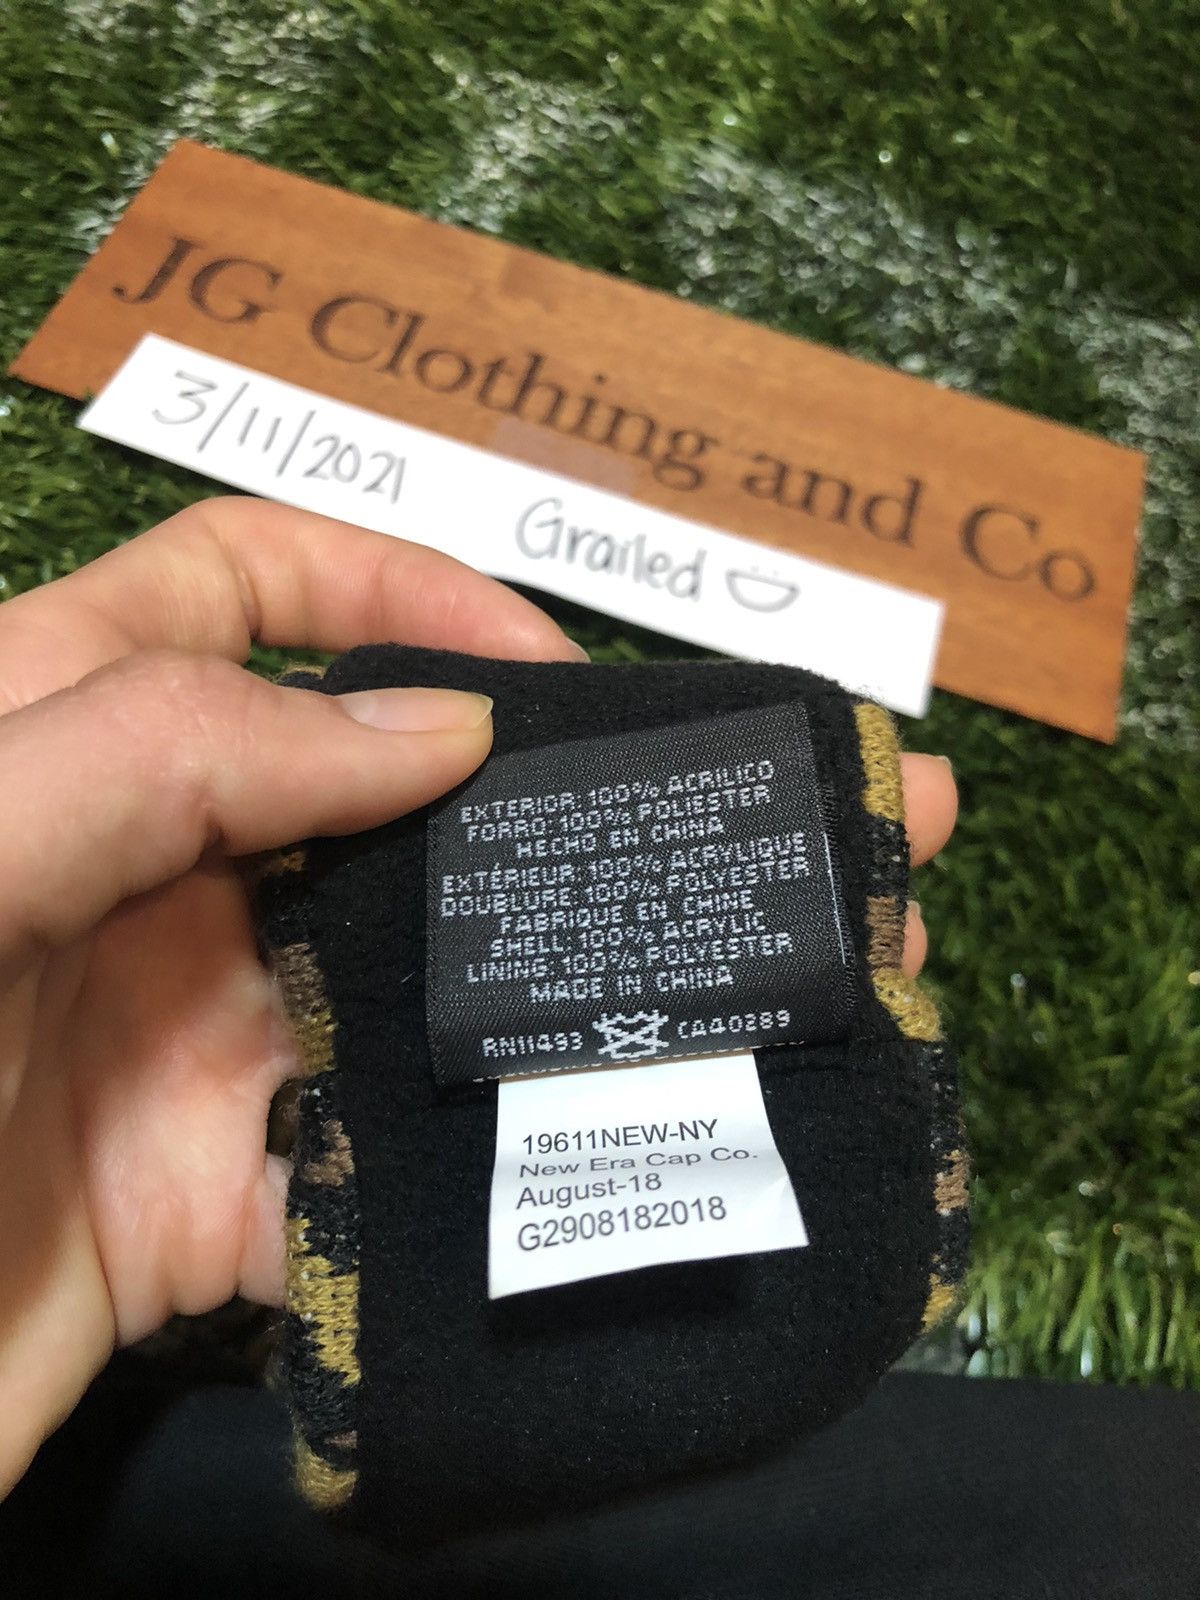 JG Clothing and Co
3/11/2021 Grailed
EXTERIOR: 100% ACRILICO
FORRO: 100% POLIESTER
HECHO EN CHINA
EXTÉRIEUR: 100% ACRYLIQUE
DOUBLURE: 100% POLYESTER
FABRIQUE EN CHINE
SHELL: 100% ACRYLIC
LINING: 100% POLYESTER
MADE IN CHINA
RN11493 CA40289
19611NEW-NY
New Era Cap Co.
August-18
G2908182018